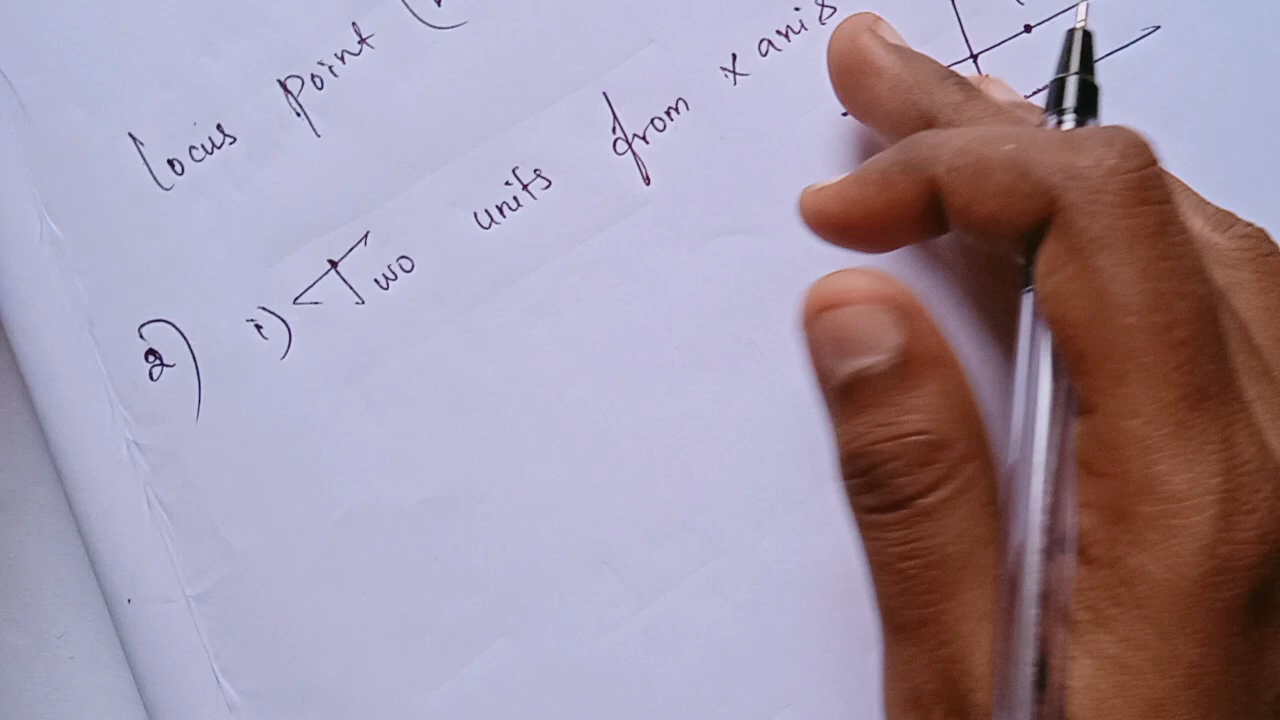 locus point (
2) i) Two units from x axis